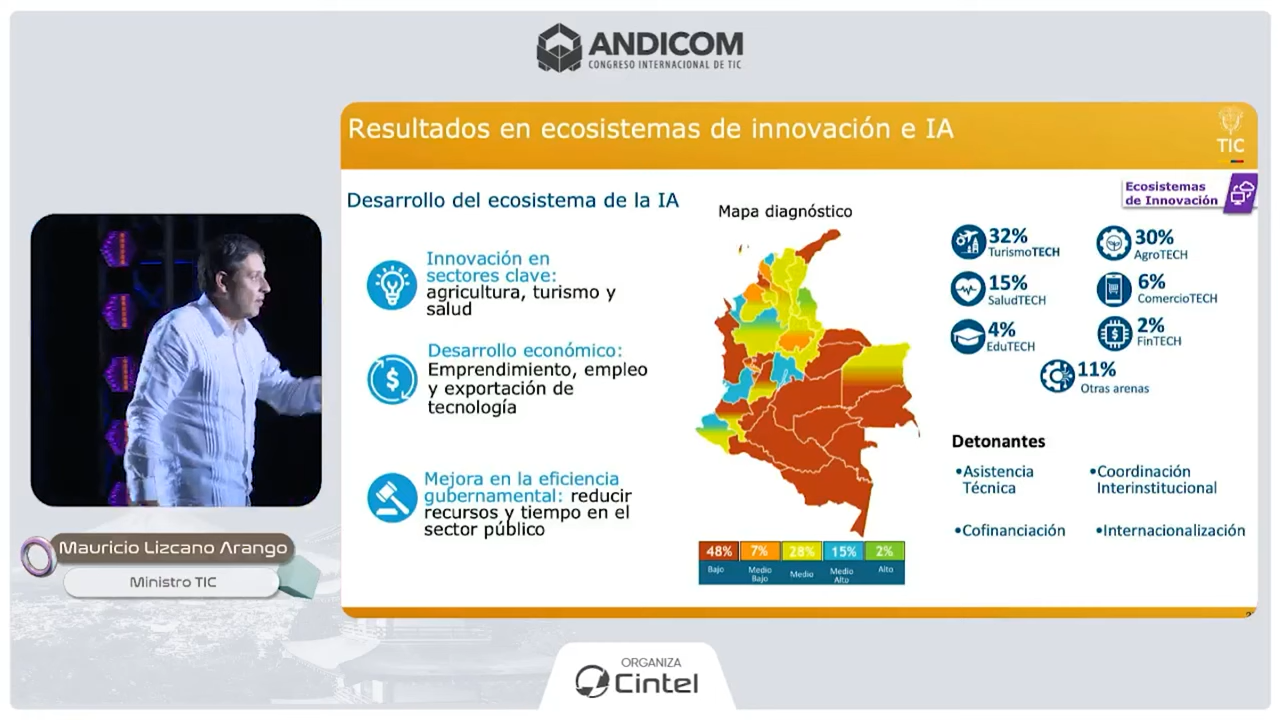 ANDICOM
CONGRESO INTERNACIONAL DE TIC
Resultados en ecosistemas de innovación e IA
TIC
Desarrollo del ecosistema de la IA
Ecosistemas
de Innovación
Innovación en
sectores clave:
agricultura, turismo y
salud
Desarrollo económico:
Emprendimiento, empleo
y exportación de
tecnología
Mejora en la eficiencia
gubernamental: reducir
recursos y tiempo en el
sector público
Mapa diagnóstico
48% 7% 28% 15% 2%
Bajo
Medio
Bajo
Medio
Medio
Alto
Alto
32%
TurismoTECH
30%
AgroTECH
15%
SaludTECH
6%
ComercioTECH
4%
EduTECH
2%
FinTECH
11%
Otras arenas
Detonantes
•Asistencia
Técnica
•Coordinación
Interinstitucional
•Cofinanciación
•Internacionalización
Mauricio Lizcano Arango
Ministro TIC
ORGANIZA
Cintel